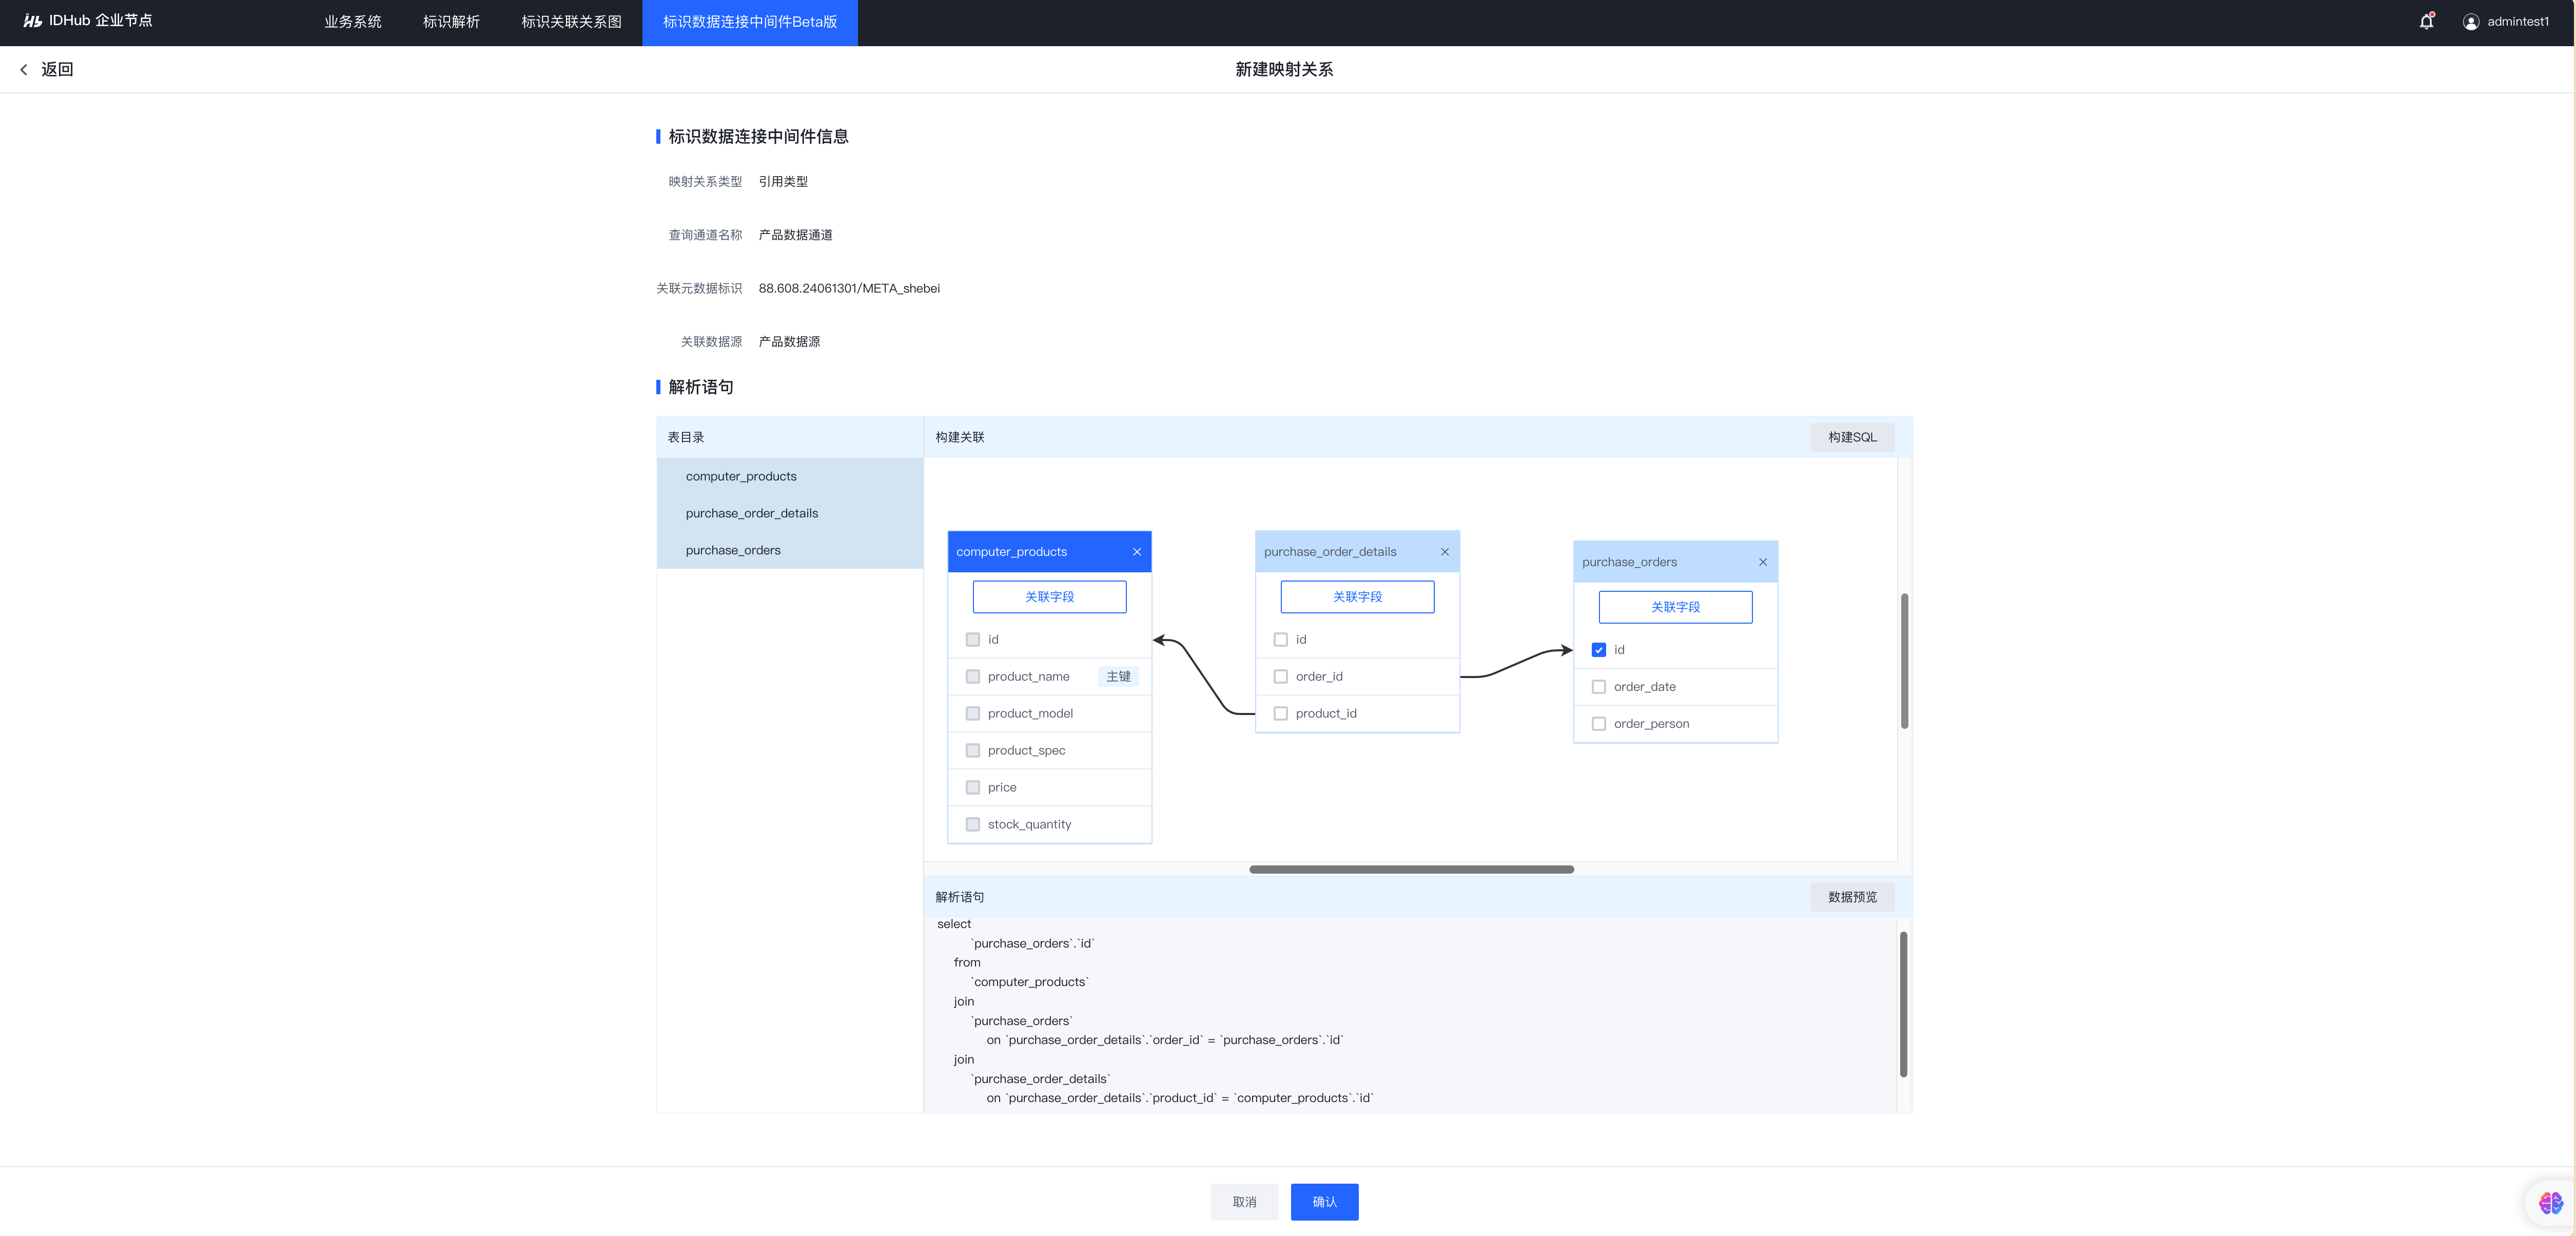 IDHub 企业节点
业务系统
标识解析
标识关联关系图
标识数据连接中间件Beta版
admintest1
返回
新建映射关系
标识数据连接中间件信息
映射关系类型 引用类型
查询通道名称 产品数据通道
关联元数据标识 88.608.24061301/META_shebei
关联数据源 产品数据源
解析语句
表目录
computer_products
purchase_order_details
purchase_orders
构建关联
构建SQL
computer_products
关联字段
id
product_name 主键
product_model
product_spec
price
stock_quantity
purchase_order_details
关联字段
id
order_id
product_id
purchase_orders
关联字段
id
order_date
order_person
解析语句
数据预览
select
`purchase_orders`.`id`
from
`computer_products`
join
`purchase_orders`
on `purchase_order_details`.`order_id` = `purchase_orders`.`id`
join
`purchase_order_details`
on `purchase_order_details`.`product_id` = `computer_products`.`id`
取消
确认